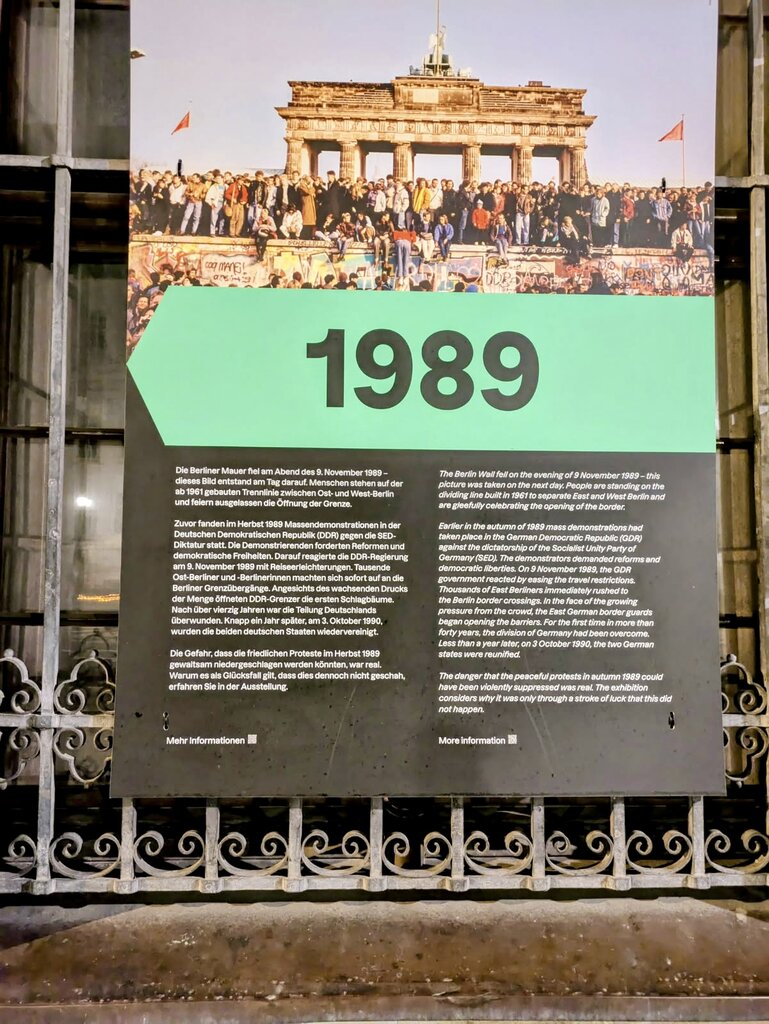 1989
Die Berliner Mauer fiel am Abend des 9. November 1989 –
dieses Bild entstand am Tag darauf. Menschen stehen auf der
ab 1961 gebauten Trennlinie zwischen Ost- und West-Berlin
und feiern ausgelassen die Öffnung der Grenze.
Zuvor fanden im Herbst 1989 Massendemonstrationen in der
Deutschen Demokratischen Republik (DDR) gegen die SED-
Diktatur statt. Die Demonstrierenden forderten Reformen und
demokratische Freiheiten. Darauf reagierte die DDR-Regierung
am 9. November 1989 mit Reiseerleichterungen. Tausende
Ost-Berliner und -Berlinerinnen machten sich sofort auf an die
Berliner Grenzübergänge. Angesichts des wachsenden Drucks
der Menge öffneten DDR-Grenzer die ersten Schlagbäume.
Nach über vierzig Jahren war die Teilung Deutschlands
überwunden. Knapp ein Jahr später, am 3. Oktober 1990,
wurden die beiden deutschen Staaten wiedervereinigt.
Die Gefahr, dass die friedlichen Proteste im Herbst 1989
gewaltsam niedergeschlagen werden könnten, war real.
Warum es als Glücksfall gilt, dass dies dennoch nicht geschah,
erfahren Sie in der Ausstellung.
Mehr Informationen
The Berlin Wall fell on the evening of 9 November 1989 – this
picture was taken on the next day. People are standing on the
dividing line built in 1961 to separate East and West Berlin and
are gleefully celebrating the opening of the border.
Earlier in the autumn of 1989 mass demonstrations had
taken place in the German Democratic Republic (GDR)
against the dictatorship of the Socialist Unity Party of
Germany (SED). The demonstrators demanded reforms and
democratic liberties. On 9 November 1989, the GDR
government reacted by easing the travel restrictions.
Thousands of East Berliners immediately rushed to
the Berlin border crossings. In the face of the growing
pressure from the crowd, the East German border guards
began opening the barriers. For the first time in more than
forty years, the division of Germany had been overcome.
Less than a year later, on 3 October 1990, the two German
states were reunified.
The danger that the peaceful protests in autumn 1989 could
have been violently suppressed was real. The exhibition
considers why it was only through a stroke of luck that this did
not happen.
More information